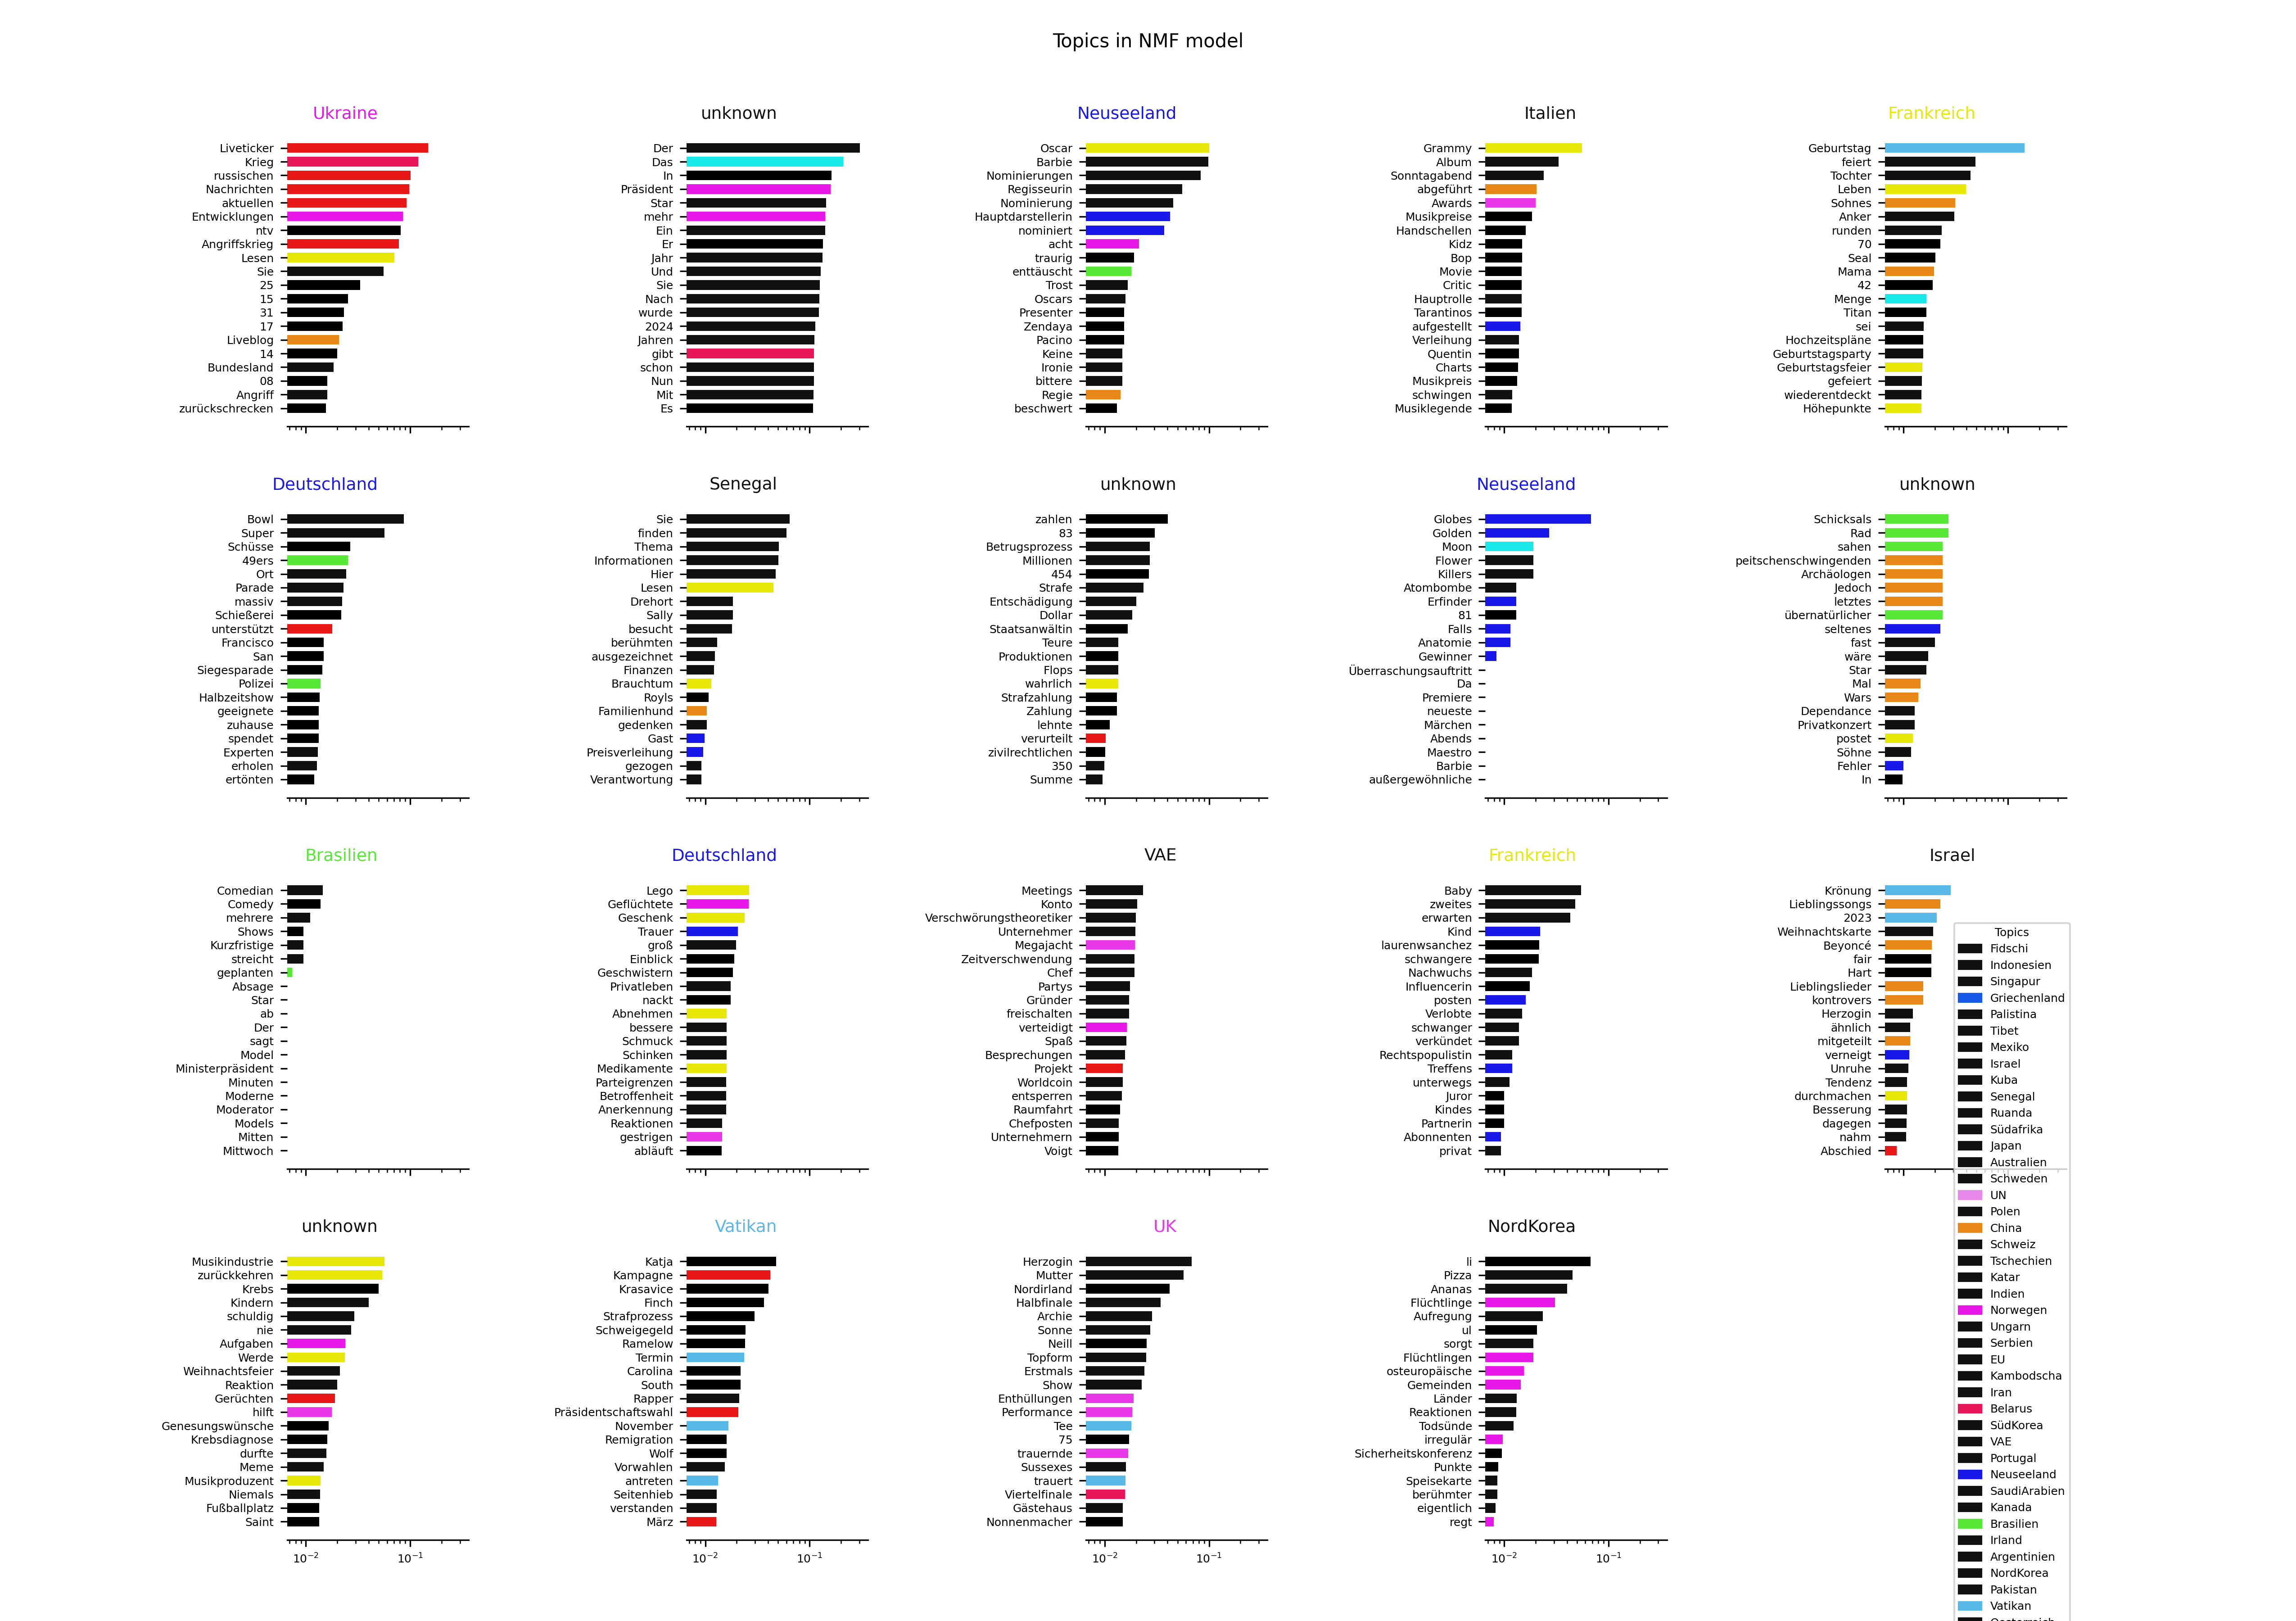 Topics in NMF model
Ukraine
Liveticker
Krieg
russischen
Nachrichten
aktuellen
Entwicklungen
ntv
Angriffskrieg
Lesen
Sie
25
15
31
17
Liveblog
14
Bundesland
08
Angriff
zurückschrecken
unknown
Der
Das
In
Präsident
Star
mehr
Ein
Er
Jahr
Und
Sie
Nach
wurde
2024
Jahren
gibt
schon
Nun
Mit
Es
Neuseeland
Oscar
Barbie
Nominierungen
Regisseurin
Nominierung
Hauptdarstellerin
nominiert
acht
traurig
enttäuscht
Trost
Oscars
Presenter
Zendaya
Pacino
Keine
Ironie
bittere
Regie
beschwert
Italien
Grammy
Album
Sonntagabend
abgeführt
Awards
Musikpreise
Handschellen
Kidz
Bop
Movie
Critic
Hauptrolle
Tarantinos
aufgestellt
Verleihung
Quentin
Charts
Musikpreis
schwingen
Musiklegende
Frankreich
Geburtstag
feiert
Tochter
Leben
Sohnes
Anker
runden
70
Seal
Mama
42
Menge
Titan
sei
Hochzeitspläne
Geburtstagsparty
Geburtstagsfeier
gefeiert
wiederentdeckt
Höhepunkte
Deutschland
Bowl
Super
Schüsse
49ers
Ort
Parade
massiv
Schießerei
unterstützt
Francisco
San
Siegesparade
Polizei
Halbzeitshow
geeignete
zuhause
spendet
Experten
erholen
ertönten
Senegal
Sie
finden
Thema
Informationen
Hier
Lesen
Drehort
Sally
besucht
berühmten
ausgezeichnet
Finanzen
Brauchtum
Royls
Familienhund
gedenken
Gast
Preisverleihung
gezogen
Verantwortung
unknown
zahlen
83
Betrugsprozess
Millionen
454
Strafe
Entschädigung
Dollar
Staatsanwältin
Teure
Produktionen
Flops
wahrlich
Strafzahlung
Zahlung
lehnte
verurteilt
zivilrechtlichen
350
Summe
Neuseeland
Globes
Golden
Moon
Flower
Killers
Atombombe
Erfinder
81
Falls
Anatomie
Gewinner
Überraschungsauftritt
Da
Premiere
neueste
Märchen
Abends
Maestro
Barbie
außergewöhnliche
unknown
Schicksals
Rad
sahen
peitschenschwingenden
Archäologen
Jedoch
letztes
übernatürlicher
seltenes
fast
wäre
Star
Mal
Wars
Dependance
Privatkonzert
postet
Söhne
Fehler
In
Brasilien
Comedian
Comedy
mehrere
Shows
Kurzfristige
streicht
geplanten
Absage
Star
ab
Der
sagt
Model
Ministerpräsident
Minuten
Moderne
Moderator
Models
Mitten
Mittwoch
Deutschland
Lego
Geflüchtete
Geschenk
Trauer
groß
Einblick
Geschwistern
Privatleben
nackt
Abnehmen
bessere
Schmuck
Schinken
Medikamente
Parteigrenzen
Betroffenheit
Anerkennung
Reaktionen
gestrigen
abläuft
VAE
Meetings
Konto
Verschwörungstheoretiker
Unternehmer
Megajacht
Zeitverschwendung
Chef
Partys
Gründer
freischalten
verteidigt
Spaß
Besprechungen
Projekt
Worldcoin
entsperren
Raumfahrt
Chefposten
Unternehmern
Voigt
Frankreich
Baby
zweites
erwarten
Kind
laurenwsanchez
schwangere
Nachwuchs
Influencerin
posten
Verlobte
schwanger
verkündet
Rechtspopulistin
Treffens
unterwegs
Juror
Kindes
Partnerin
Abonnenten
privat
Israel
Krönung
Lieblingssongs
2023
Weihnachtskarte
Beyoncé
fair
Hart
Lieblingslieder
kontrovers
Herzogin
ähnlich
mitgeteilt
verneigt
Unruhe
Tendenz
durchmachen
Besserung
dagegen
nahm
Abschied
unknown
Musikindustrie
zurückkehren
Krebs
Kindern
schuldig
nie
Aufgaben
Werde
Weihnachtsfeier
Reaktion
Gerüchten
hilft
Genesungswünsche
Krebsdiagnose
durfte
Meme
Musikproduzent
Niemals
Fußballplatz
Saint
10⁻² 10⁻¹
Vatikan
Katja
Kampagne
Krasavice
Finch
Strafprozess
Schweigegeld
Ramelow
Termin
Carolina
South
Rapper
Präsidentschaftswahl
November
Remigration
Wolf
Vorwahlen
antreten
Seitenhieb
verstanden
März
10⁻² 10⁻¹
UK
Herzogin
Mutter
Nordirland
Halbfinale
Archie
Sonne
Neill
Topform
Erstmals
Show
Enthüllungen
Performance
Tee
75
trauernde
Sussexes
trauert
Viertelfinale
Gästehaus
Nonnenmacher
10⁻² 10⁻¹
NordKorea
li
Pizza
Ananas
Flüchtlinge
Aufregung
ul
sorgt
Flüchtlingen
osteuropäische
Gemeinden
Länder
Reaktionen
Todsünde
irregulär
Sicherheitskonferenz
Punkte
Speisekarte
berühmter
eigentlich
regt
10⁻² 10⁻¹
Topics
Fidschi
Indonesien
Singapur
Griechenland
Palistina
Tibet
Mexiko
Israel
Kuba
Senegal
Ruanda
Südafrika
Japan
Australien
Schweden
UN
Polen
China
Schweiz
Tschechien
Katar
Indien
Norwegen
Ungarn
Serbien
EU
Kambodscha
Iran
Belarus
SüdKorea
VAE
Portugal
Neuseeland
SaudiArabien
Kanada
Brasilien
Irland
Argentinien
NordKorea
Pakistan
Vatikan